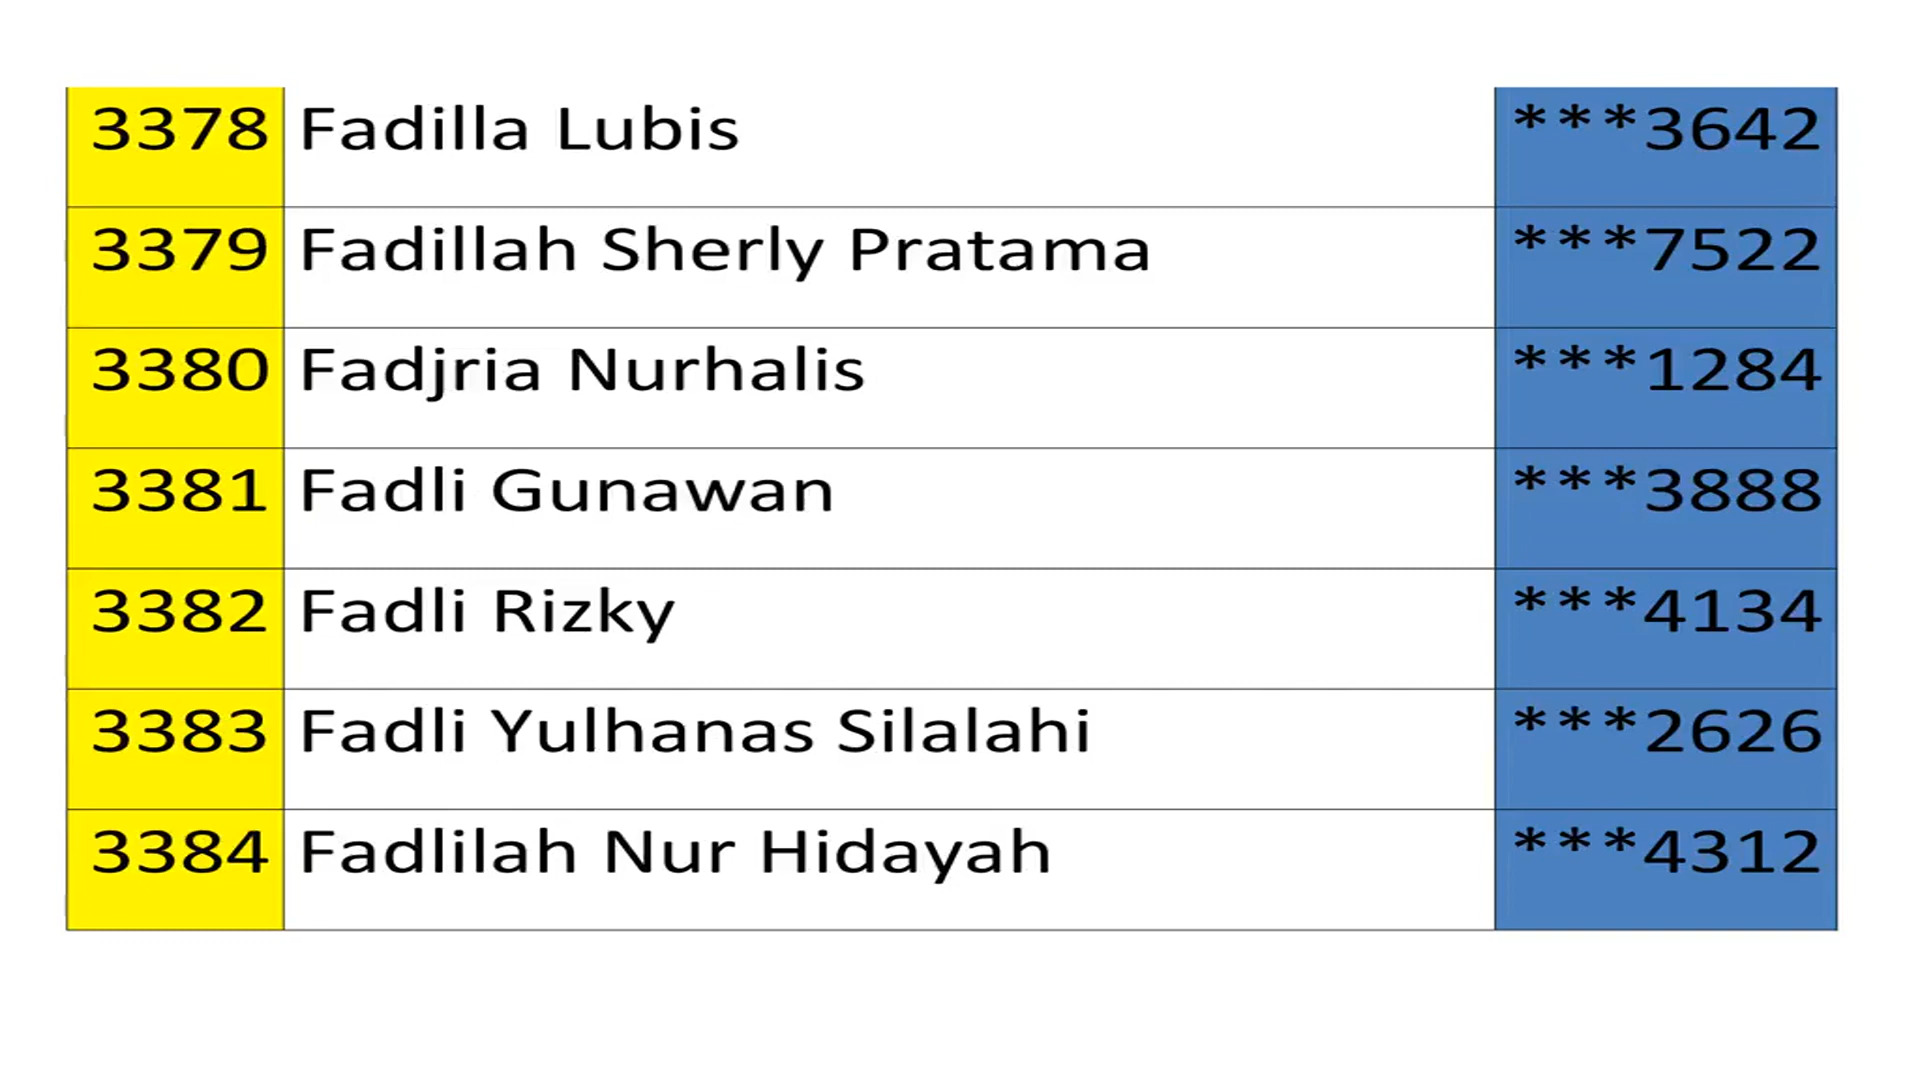 3378 Fadilla Lubis ***3642
3379 Fadillah Sherly Pratama ***7522
3380 Fadjria Nurhalis ***1284
3381 Fadli Gunawan ***3888
3382 Fadli Rizky ***4134
3383 Fadli Yulhanas Silalahi ***2626
3384 Fadlilah Nur Hidayah ***4312